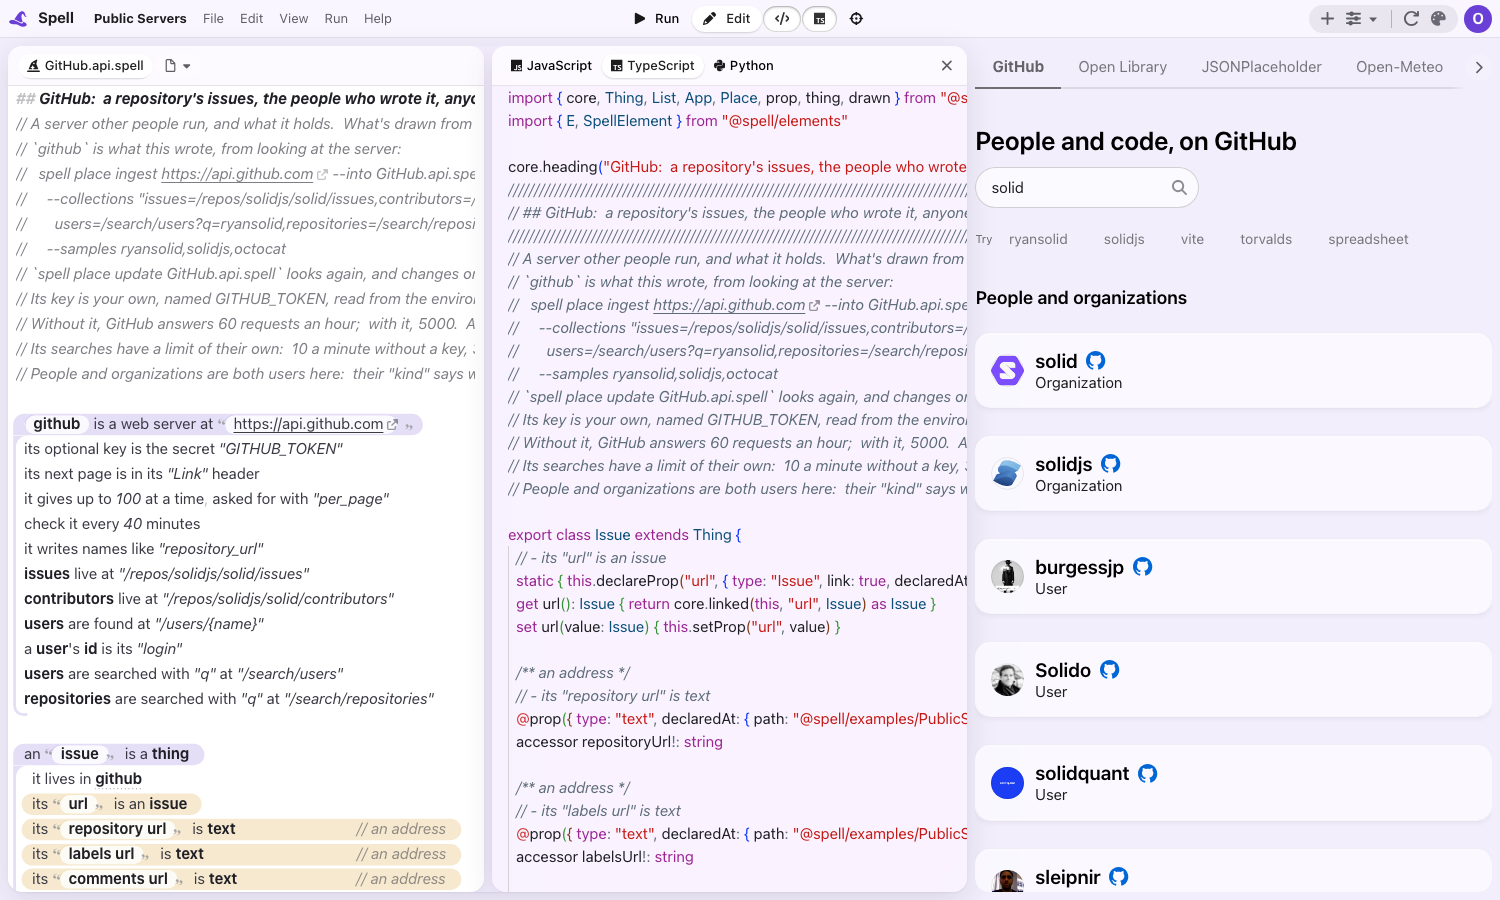 Spell Public Servers File Edit View Run Help
Run Edit
O
GitHub.api.spell
## GitHub: a repository's issues, the people who wrote it, anyo
// A server other people run, and what it holds. What's drawn from
// `github` is what this wrote, from looking at the server:
// spell place ingest https://api.github.com --into GitHub.api.spe
// --collections "issues=/repos/solidjs/solid/issues,contributors=/
// users=/search/users?q=ryansolid,repositories=/search/reposi
// --samples ryansolid,solidjs,octocat
// `spell place update GitHub.api.spell` looks again, and changes or
// Its key is your own, named GITHUB_TOKEN, read from the environ
// Without it, GitHub answers 60 requests an hour; with it, 5000. A
// Its searches have a limit of their own: 10 a minute without a key,
// People and organizations are both users here: their "kind" says w
github is a web server at “ https://api.github.com ”
its optional key is the secret "GITHUB_TOKEN"
its next page is in its "Link" header
it gives up to 100 at a time, asked for with "per_page"
check it every 40 minutes
it writes names like "repository_url"
issues live at "/repos/solidjs/solid/issues"
contributors live at "/repos/solidjs/solid/contributors"
users are found at "/users/{name}"
a user's id is its "login"
users are searched with "q" at "/search/users"
repositories are searched with "q" at "/search/repositories"
an “ issue ” is a thing
it lives in github
its “ url ” is an issue
its “ repository url ” is text // an address
its “ labels url ” is text // an address
its “ comments url ” is text // an address
JavaScript TypeScript Python
import { core, Thing, List, App, Place, prop, thing, drawn } from "@s
import { E, SpellElement } from "@spell/elements"
core.heading("GitHub: a repository's issues, the people who wrote
// ## GitHub: a repository's issues, the people who wrote it, anyone
// A server other people run, and what it holds. What's drawn from
// `github` is what this wrote, from looking at the server:
// spell place ingest https://api.github.com --into GitHub.api.spe
// --collections "issues=/repos/solidjs/solid/issues,contributors=/
// users=/search/users?q=ryansolid,repositories=/search/reposi
// --samples ryansolid,solidjs,octocat
// `spell place update GitHub.api.spell` looks again, and changes or
// Its key is your own, named GITHUB_TOKEN, read from the environ
// Without it, GitHub answers 60 requests an hour; with it, 5000. A
// Its searches have a limit of their own: 10 a minute without a key,
// People and organizations are both users here: their "kind" says w
export class Issue extends Thing {
// - its "url" is an issue
static { this.declareProp("url", { type: "Issue", link: true, declaredAt
get url(): Issue { return core.linked(this, "url", Issue) as Issue }
set url(value: Issue) { this.setProp("url", value) }
/** an address */
// - its "repository url" is text
@prop({ type: "text", declaredAt: { path: "@spell/examples/PublicS
accessor repositoryUrl!: string
/** an address */
// - its "labels url" is text
@prop({ type: "text", declaredAt: { path: "@spell/examples/PublicS
accessor labelsUrl!: string
GitHub Open Library JSONPlaceholder Open-Meteo
People and code, on GitHub
solid
Try ryansolid solidjs vite torvalds spreadsheet
People and organizations
solid
Organization
solidjs
Organization
burgessjp
User
Solido
User
solidquant
User
sleipnir